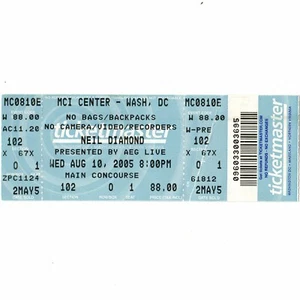 MC0810E MCI CENTER - WASH, DC MC0810E
W 88.00 NO BAGS/BACKPACKS W 88.00
AC11.20 NO CAMERA/VIDEO/RECORDERS W-PRE
102 NEIL DIAMOND 102
X 67X PRESENTED BY AEG LIVE X 67X
0 1 WED AUG 10, 2005 8:00PM 0 1
ZPC1124 MAIN CONCOURSE 61812
2MAY5 102 0 1 88.00 2MAY5
ticketmaster
0960330003695
ticketmaster